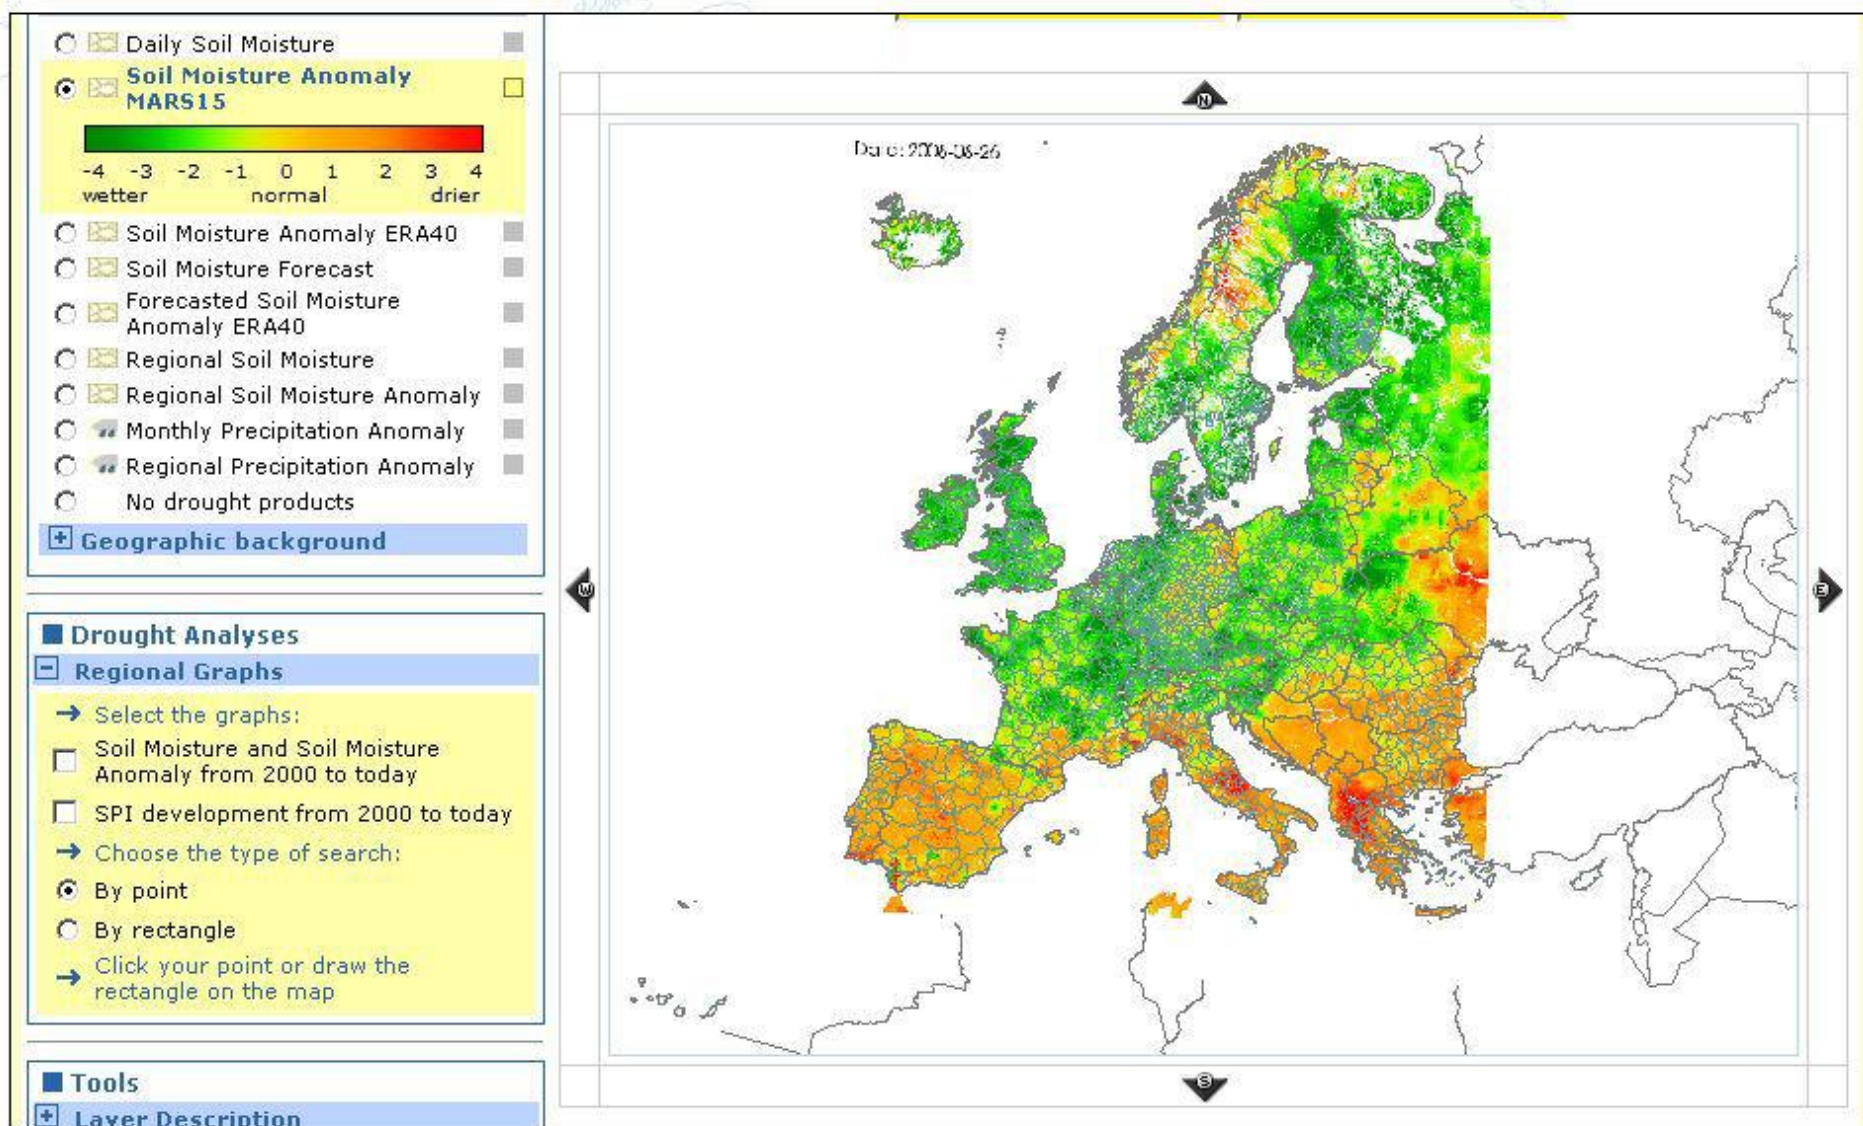 Daily Soil Moisture
Soil Moisture Anomaly
MARS15
-4 -3 -2 -1 0 1 2 3 4
wetter normal drier
Soil Moisture Anomaly ERA40
Soil Moisture Forecast
Forecasted Soil Moisture
Anomaly ERA40
Regional Soil Moisture
Regional Soil Moisture Anomaly
Monthly Precipitation Anomaly
Regional Precipitation Anomaly
No drought products
Geographic background
Drought Analyses
Regional Graphs
Select the graphs:
Soil Moisture and Soil Moisture
Anomaly from 2000 to today
SPI development from 2000 to today
Choose the type of search:
By point
By rectangle
Click your point or draw the
rectangle on the map
Tools
Layer Description
N
Date:
W
E
S